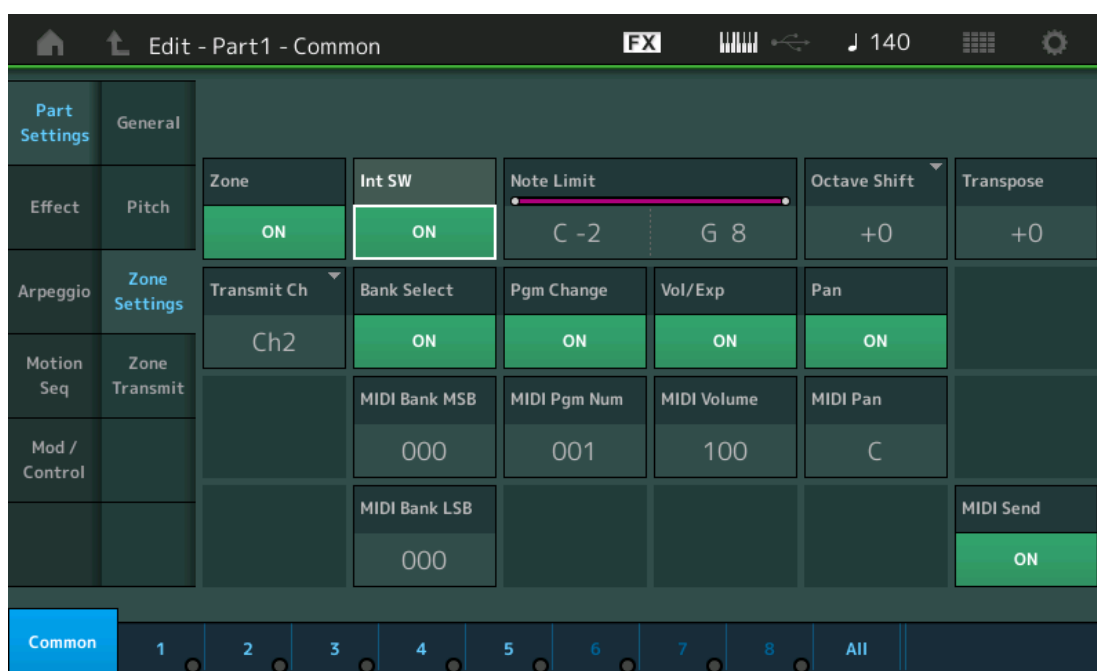 Edit - Part1 - Common
FX
♩ 140
Part
Settings
General
Effect
Pitch
Arpeggio
Zone
Settings
Motion
Seq
Zone
Transmit
Mod /
Control
Zone
Int SW
Note Limit
Octave Shift
Transpose
ON
ON
C -2
G 8
+0
+0
Transmit Ch
Bank Select
Pgm Change
Vol/Exp
Pan
Ch2
ON
ON
ON
ON
MIDI Bank MSB
MIDI Pgm Num
MIDI Volume
MIDI Pan
000
001
100
C
MIDI Bank LSB
MIDI Send
000
ON
Common
1
2
3
4
5
6
7
8
All